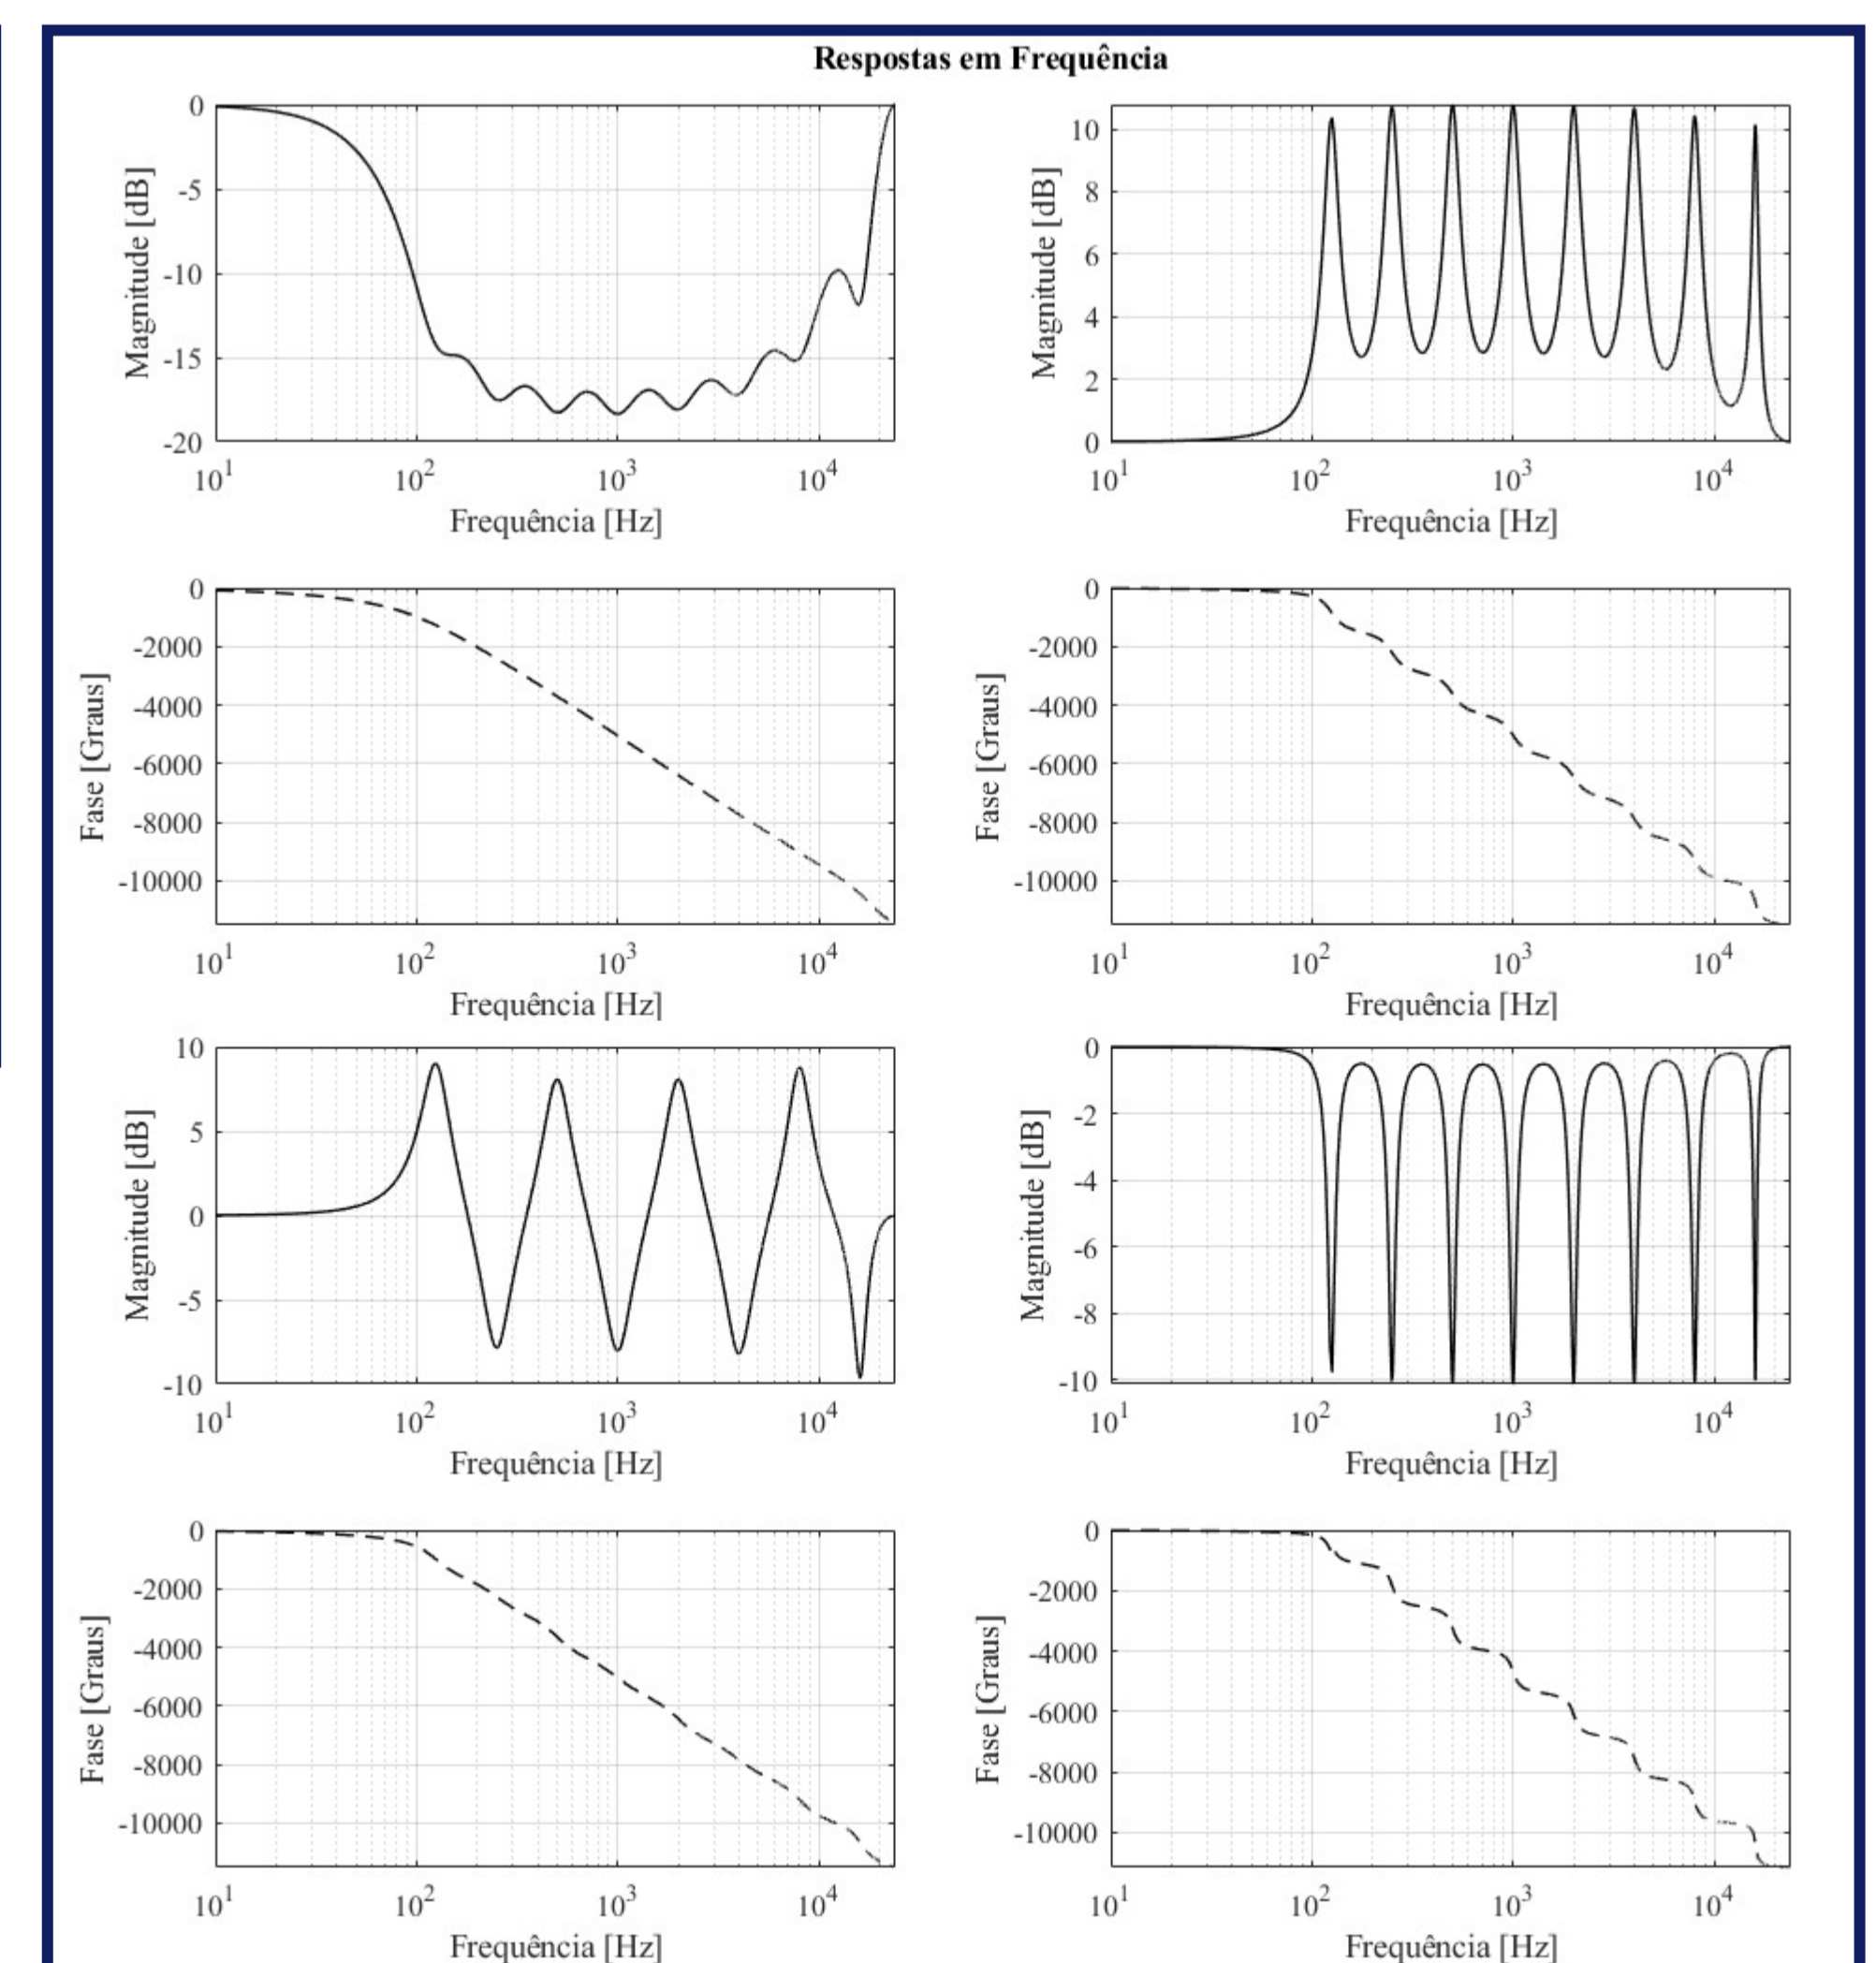 Respostas em Frequência
0
-5
-10
-15
-20
Magnitude [dB]
10^1 10^2 10^3 10^4
Frequência [Hz]
10
8
6
4
2
0
Magnitude [dB]
10^1 10^2 10^3 10^4
Frequência [Hz]
0
-2000
-4000
-6000
-8000
-10000
Fase [Graus]
10^1 10^2 10^3 10^4
Frequência [Hz]
0
-2000
-4000
-6000
-8000
-10000
Fase [Graus]
10^1 10^2 10^3 10^4
Frequência [Hz]
10
5
0
-5
-10
Magnitude [dB]
10^1 10^2 10^3 10^4
Frequência [Hz]
0
-2
-4
-6
-8
-10
Magnitude [dB]
10^1 10^2 10^3 10^4
Frequência [Hz]
0
-2000
-4000
-6000
-8000
-10000
Fase [Graus]
10^1 10^2 10^3 10^4
Frequência [Hz]
0
-2000
-4000
-6000
-8000
-10000
Fase [Graus]
10^1 10^2 10^3 10^4
Frequência [Hz]